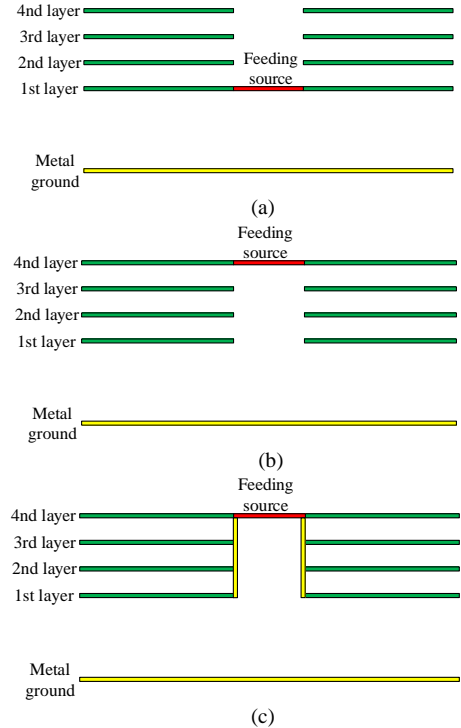 4nd layer
3rd layer
2nd layer
Feeding
source
1st layer
Metal
ground
(a)
Feeding
source
4nd layer
3rd layer
2nd layer
1st layer
Metal
ground
(b)
Feeding
source
4nd layer
3rd layer
2nd layer
1st layer
Metal
ground
(c)